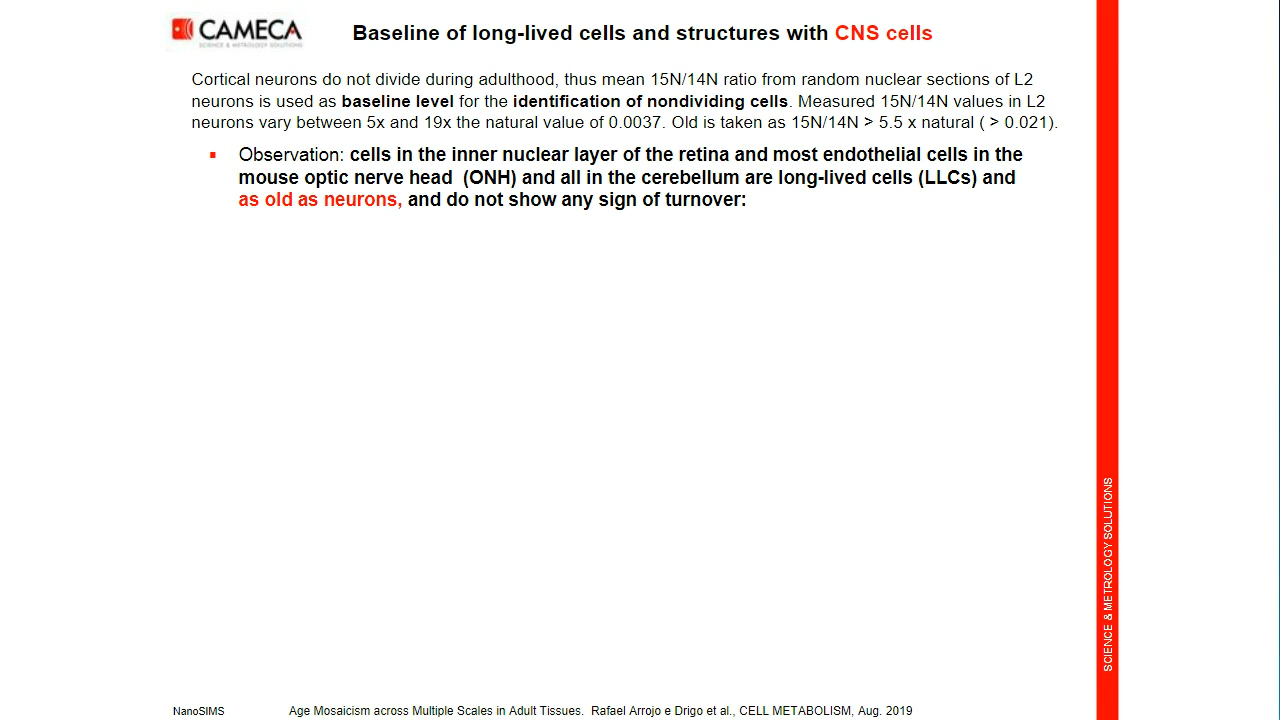 CAMECA
SCIENCE & METROLOGY SOLUTIONS
Baseline of long-lived cells and structures with CNS cells
Cortical neurons do not divide during adulthood, thus mean 15N/14N ratio from random nuclear sections of L2
neurons is used as baseline level for the identification of nondividing cells. Measured 15N/14N values in L2
neurons vary between 5x and 19x the natural value of 0.0037. Old is taken as 15N/14N > 5.5 x natural ( > 0.021).
▪ Observation: cells in the inner nuclear layer of the retina and most endothelial cells in the
mouse optic nerve head (ONH) and all in the cerebellum are long-lived cells (LLCs) and
as old as neurons, and do not show any sign of turnover:
SCIENCE & METROLOGY SOLUTIONS
NanoSIMS
Age Mosaicism across Multiple Scales in Adult Tissues. Rafael Arrojo e Drigo et al., CELL METABOLISM, Aug. 2019